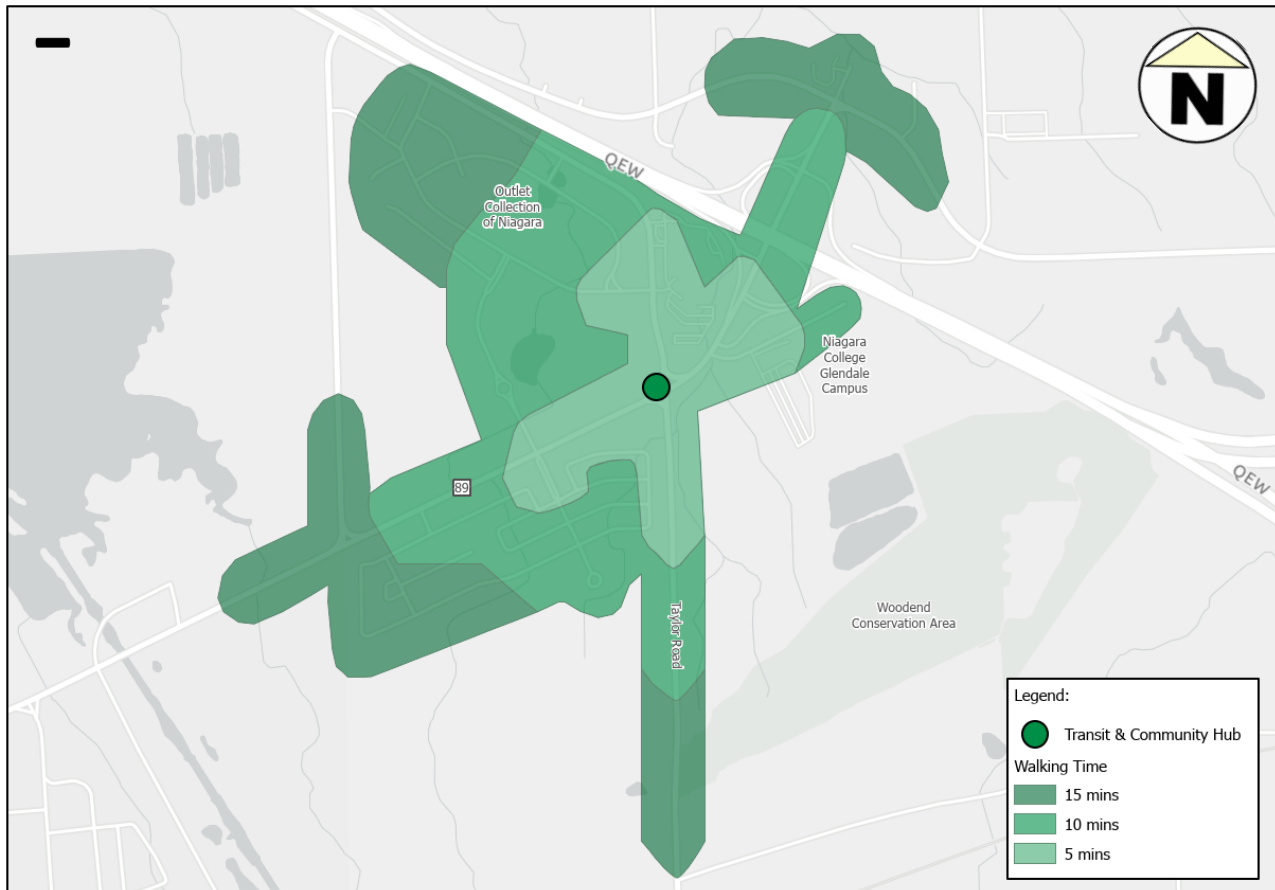 N
QEW
Outlet
Collection
of Niagara
Niagara
College
Glendale
Campus
89
QEW
Taylor Road
Woodend
Conservation Area
Legend:
Transit & Community Hub
Walking Time
15 mins
10 mins
5 mins